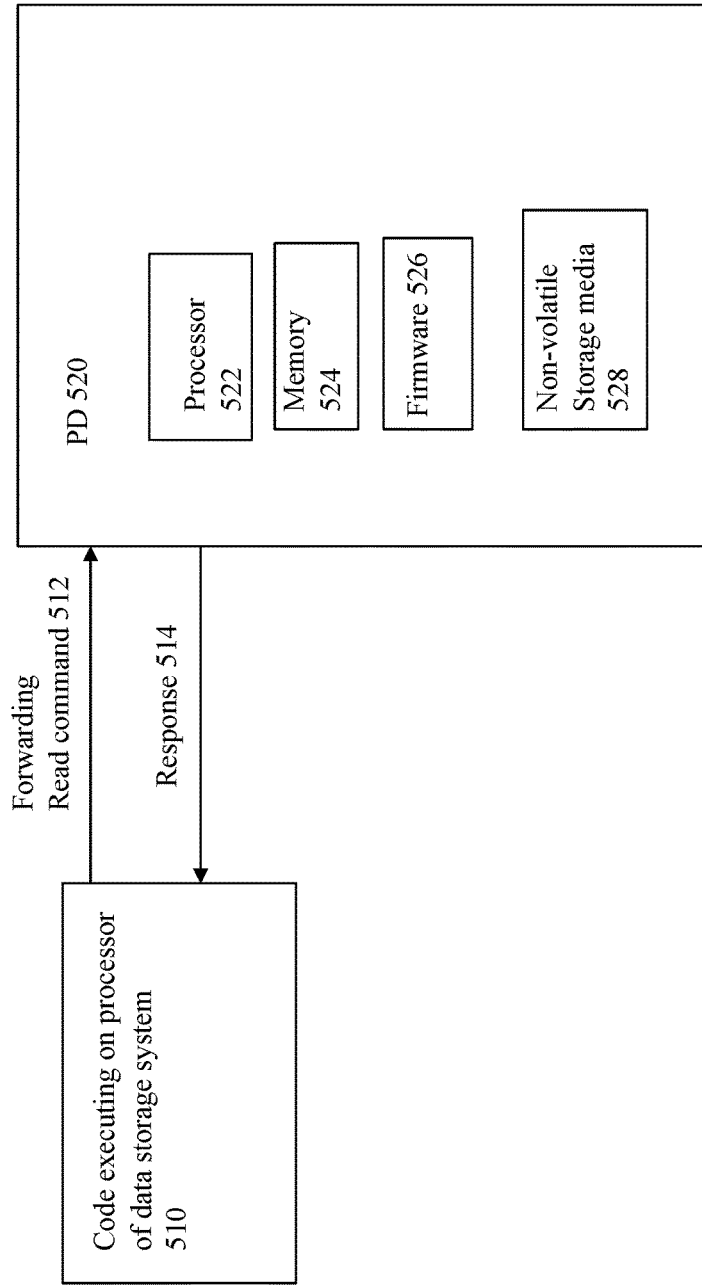 Code executing on processor
of data storage system
510
Forwarding
Read command 512
Response 514
PD 520
Processor
522
Memory
524
Firmware 526
Non-volatile
Storage media
528